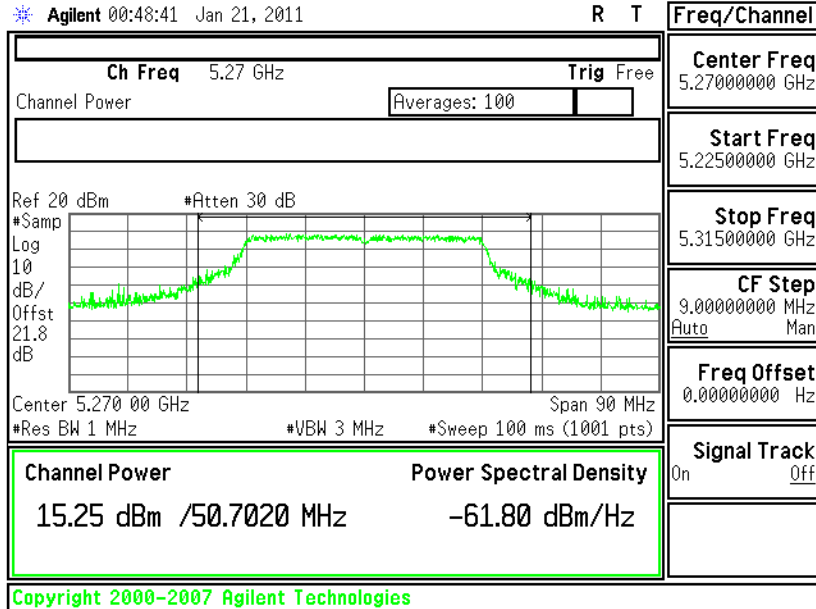 Agilent 00:48:41 Jan 21, 2011 R T
Freq/Channel
Ch Freq 5.27 GHz Trig Free
Channel Power Averages: 100
Ref 20 dBm #Atten 30 dB
#Samp
Log
10
dB/
Offst
21.8
dB
Center 5.270 00 GHz Span 90 MHz
#Res BW 1 MHz #VBW 3 MHz #Sweep 100 ms (1001 pts)
Channel Power Power Spectral Density
15.25 dBm /50.7020 MHz -61.80 dBm/Hz
Center Freq
5.27000000 GHz
Start Freq
5.22500000 GHz
Stop Freq
5.31500000 GHz
CF Step
9.00000000 MHz
Auto Man
Freq Offset
0.00000000 Hz
Signal Track
On Off
Copyright 2000-2007 Agilent Technologies